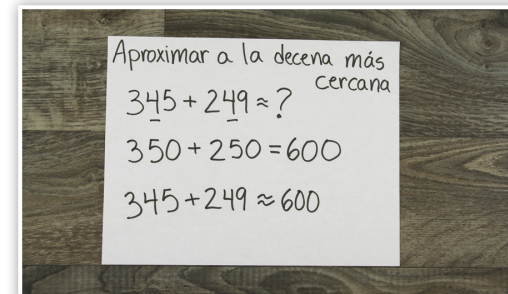 Aproximar a la decena más
cercana
345 + 249 ≈ ?
350 + 250 = 600
345 + 249 ≈ 600